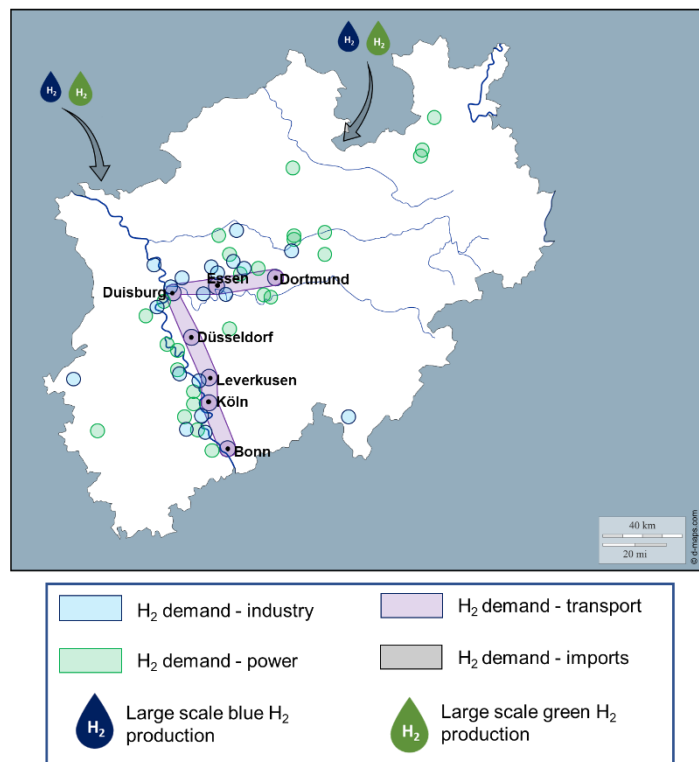 H₂ H₂
H₂ H₂
Essen
Dortmund
Duisburg
Düsseldorf
Leverkusen
Köln
Bonn
40 km
20 mi
© d-maps.com
H₂ demand - industry
H₂ demand - transport
H₂ demand - power
H₂ demand - imports
H₂
Large scale blue H₂
production
H₂
Large scale green H₂
production